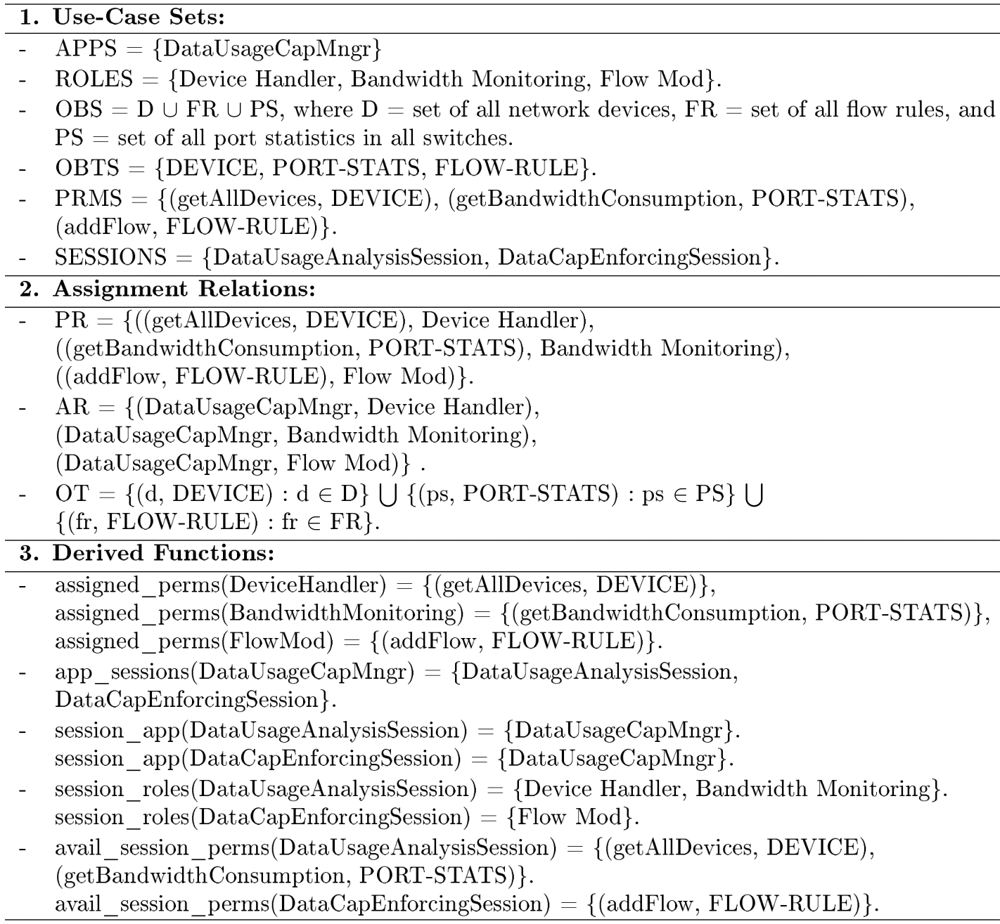 1. Use-Case Sets:
- APPS = {DataUsageCapMngr}
- ROLES = {Device Handler, Bandwidth Monitoring, Flow Mod}.
- OBS = D ∪ FR ∪ PS, where D = set of all network devices, FR = set of all flow rules, and
PS = set of all port statistics in all switches.
- OBTS = {DEVICE, PORT-STATS, FLOW-RULE}.
- PRMS = {(getAllDevices, DEVICE), (getBandwidthConsumption, PORT-STATS),
(addFlow, FLOW-RULE)}.
- SESSIONS = {DataUsageAnalysisSession, DataCapEnforcingSession}.
2. Assignment Relations:
- PR = {((getAllDevices, DEVICE), Device Handler),
((getBandwidthConsumption, PORT-STATS), Bandwidth Monitoring),
((addFlow, FLOW-RULE), Flow Mod)}.
- AR = {(DataUsageCapMngr, Device Handler),
(DataUsageCapMngr, Bandwidth Monitoring),
(DataUsageCapMngr, Flow Mod)} .
- OT = {(d, DEVICE) : d ∈ D} ⋃ {(ps, PORT-STATS) : ps ∈ PS} ⋃
{(fr, FLOW-RULE) : fr ∈ FR}.
3. Derived Functions:
- assigned_perms(DeviceHandler) = {(getAllDevices, DEVICE)},
assigned_perms(BandwidthMonitoring) = {(getBandwidthConsumption, PORT-STATS)},
assigned_perms(FlowMod) = {(addFlow, FLOW-RULE)}.
- app_sessions(DataUsageCapMngr) = {DataUsageAnalysisSession,
DataCapEnforcingSession}.
- session_app(DataUsageAnalysisSession) = {DataUsageCapMngr}.
session_app(DataCapEnforcingSession) = {DataUsageCapMngr}.
- session_roles(DataUsageAnalysisSession) = {Device Handler, Bandwidth Monitoring}.
session_roles(DataCapEnforcingSession) = {Flow Mod}.
- avail_session_perms(DataUsageAnalysisSession) = {(getAllDevices, DEVICE),
(getBandwidthConsumption, PORT-STATS)}.
avail_session_perms(DataCapEnforcingSession) = {(addFlow, FLOW-RULE)}.